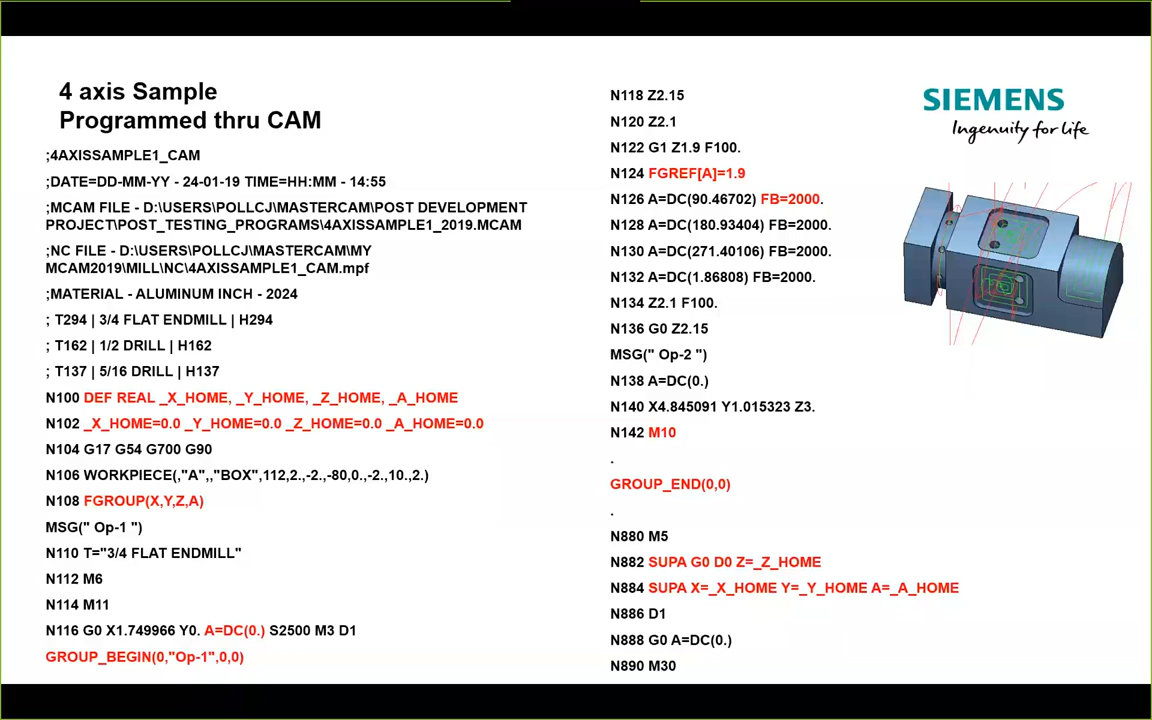 4 axis Sample
Programmed thru CAM
;4AXISSAMPLE1_CAM
;DATE=DD-MM-YY - 24-01-19 TIME=HH:MM - 14:55
;MCAM FILE - D:\USERS\POLLCJ\MASTERCAM\POST DEVELOPMENT
PROJECT\POST_TESTING_PROGRAMS\4AXISSAMPLE1_2019.MCAM
;NC FILE - D:\USERS\POLLCJ\MASTERCAM\MY
MCAM2019\MILL\NC\4AXISSAMPLE1_CAM.mpf
;MATERIAL - ALUMINUM INCH - 2024
; T294 | 3/4 FLAT ENDMILL | H294
; T162 | 1/2 DRILL | H162
; T137 | 5/16 DRILL | H137
N100 DEF REAL _X_HOME, _Y_HOME, _Z_HOME, _A_HOME
N102 _X_HOME=0.0 _Y_HOME=0.0 _Z_HOME=0.0 _A_HOME=0.0
N104 G17 G54 G700 G90
N106 WORKPIECE(,"A",,"BOX",112,2.,-2.,-80,0.,-2.,10.,2.)
N108 FGROUP(X,Y,Z,A)
MSG(" Op-1 ")
N110 T="3/4 FLAT ENDMILL"
N112 M6
N114 M11
N116 G0 X1.749966 Y0. A=DC(0.) S2500 M3 D1
GROUP_BEGIN(0,"Op-1",0,0)
N118 Z2.15
N120 Z2.1
N122 G1 Z1.9 F100.
N124 FGREF[A]=1.9
N126 A=DC(90.46702) FB=2000.
N128 A=DC(180.93404) FB=2000.
N130 A=DC(271.40106) FB=2000.
N132 A=DC(1.86808) FB=2000.
N134 Z2.1 F100.
N136 G0 Z2.15
MSG(" Op-2 ")
N138 A=DC(0.)
N140 X4.845091 Y1.015323 Z3.
N142 M10
.
GROUP_END(0,0)
.
N880 M5
N882 SUPA G0 D0 Z=_Z_HOME
N884 SUPA X=_X_HOME Y=_Y_HOME A=_A_HOME
N886 D1
N888 G0 A=DC(0.)
N890 M30
SIEMENS
Ingenuity for life